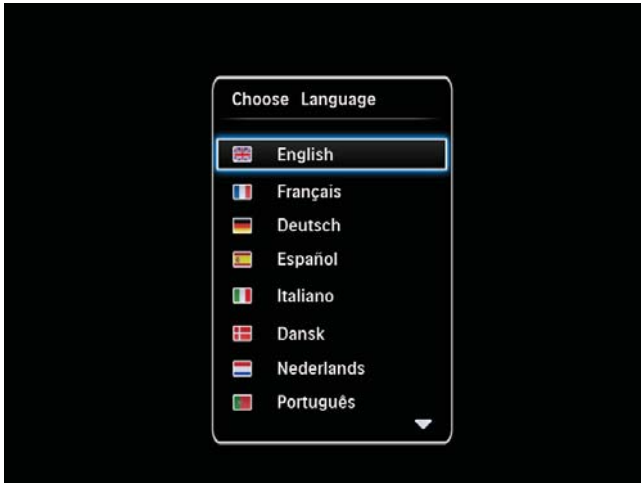 Choose Language
English
Français
Deutsch
Español
Italiano
Dansk
Nederlands
Português